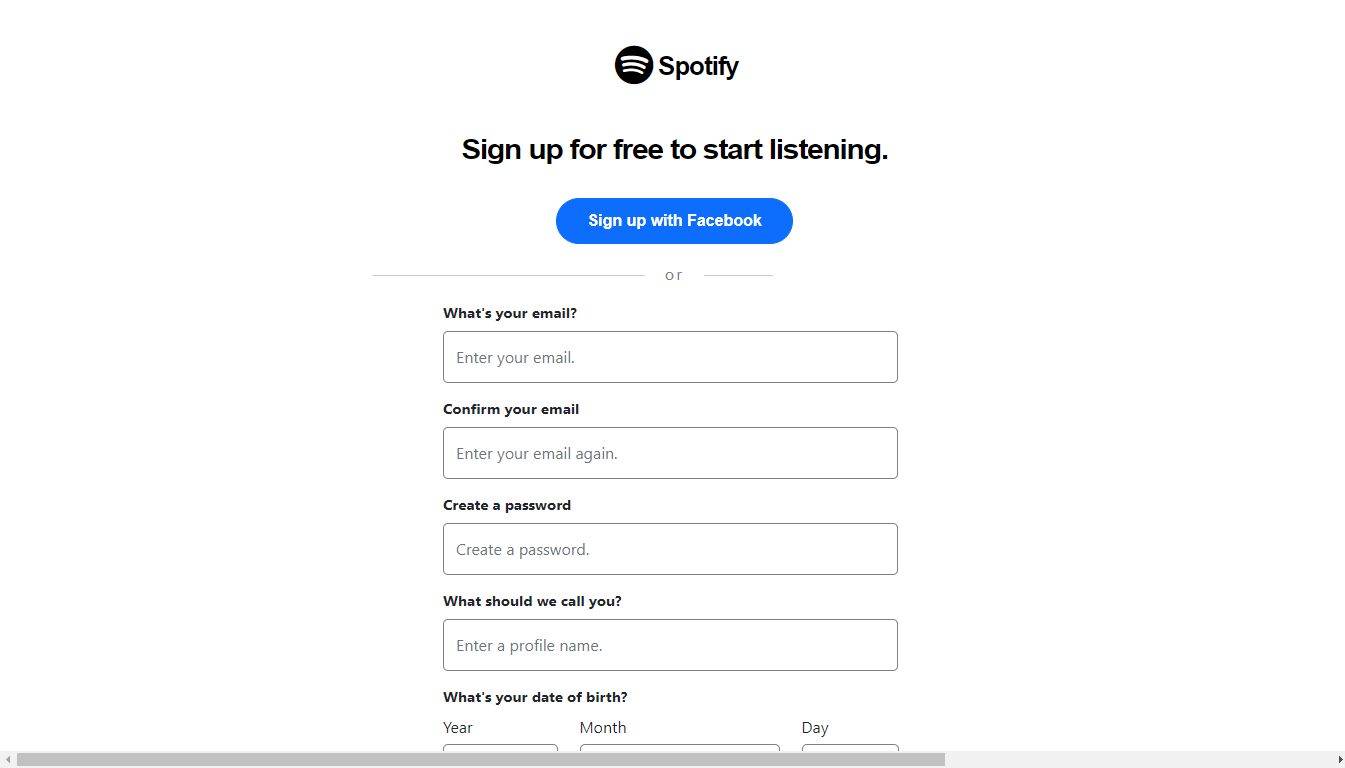 Spotify
Sign up for free to start listening.
Sign up with Facebook
or
What's your email?
Enter your email.
Confirm your email
Enter your email again.
Create a password
Create a password.
What should we call you?
Enter a profile name.
What's your date of birth?
Year Month Day